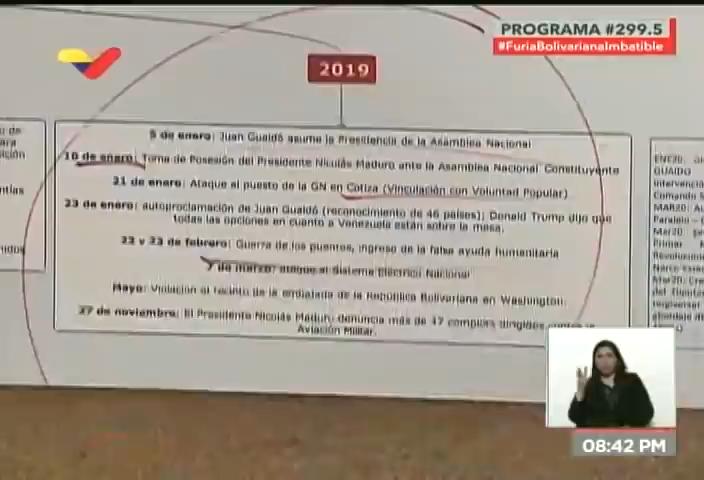 PROGRAMA #299.5
#FuriaBolivarianaImbatible
2019
5 de enero: Juan Guaidó asume la Presidencia de la Asamblea Nacional
10 de enero: Toma de Posesión del Presidente Nicolás Maduro ante la Asamblea Nacional Constituyente
21 de enero: Ataque al puesto de la GN en Cotiza (Vinculación con Voluntad Popular)
23 de enero: autoproclamación de Juan Guaidó (reconocimiento de 46 países); Donald Trump dijo que
todas las opciones en cuanto a Venezuela están sobre la mesa.
22 y 23 de febrero: Guerra de los puentes, ingreso de la falsa ayuda humanitaria
7 de marzo: ataque al Sistema Eléctrico Nacional
Mayo: Violación al recinto de la embajada de la República Bolivariana en Washington.
27 de noviembre: El Presidente Nicolás Maduro denuncia más de 47 complots dirigidos contra la
Aviación Militar.
GUAIDO
08:42 PM